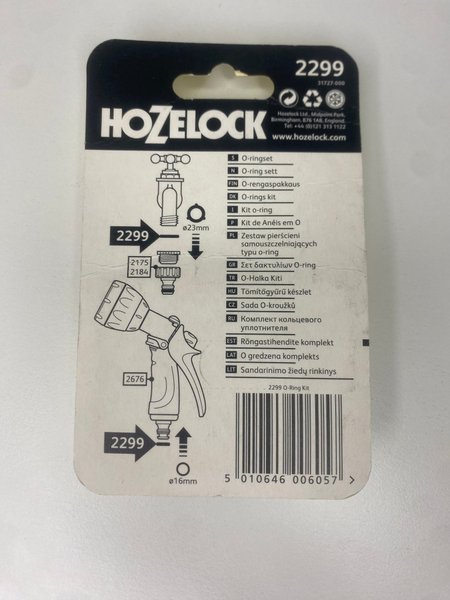 2299
31727-000
Hozelock Ltd., Midpoint Park,
Birmingham, B76 1AB, England.
Tel: +44 (0)121 313 1122
www.hozelock.com
HOZELOCK
S O-ringset
N O-ring sett
FIN O-rengaspakkaus
DK O-rings kit
I Kit o-ring
P Kit de Anéis em O
PL Zestaw pierścieni
samouszczelniających
typu o-ring
GR Σετ δακτυλίων O-ring
TR O-Halka Kiti
HU Tömítőgyűrű készlet
CZ Sada O-kroužků
RU Комплект кольцевого
уплотнителя
EST Rõngastihendite komplekt
LAT O gredzena komplekts
LIT Sandarinimo žiedų rinkinys
ø23mm
2299
2175
2184
2676
2299
ø16mm
2299 O-Ring Kit
5 010646 006057 >